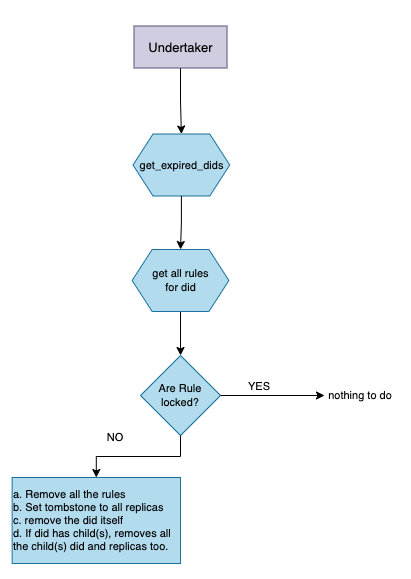 Undertaker
get_expired_dids
get all rules
for did
Are Rule
locked?
YES
nothing to do
NO
a. Remove all the rules
b. Set tombstone to all replicas
c. remove the did itself
d. If did has child(s), removes all
the child(s) did and replicas too.